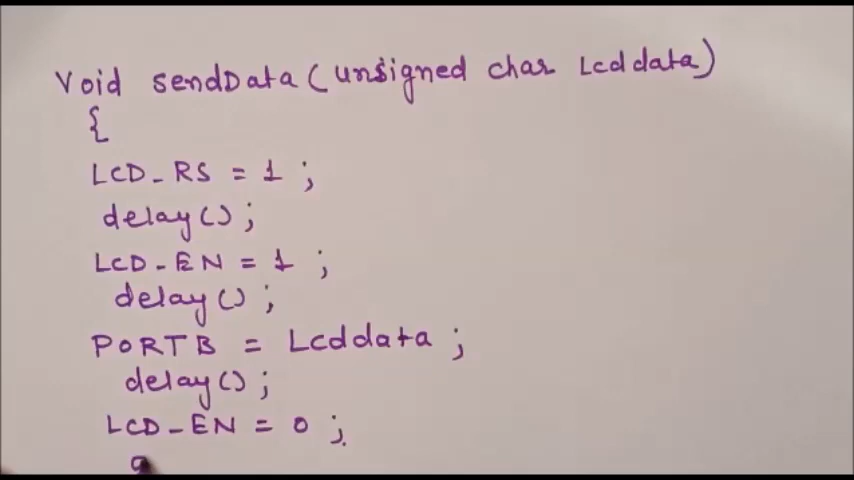 Void sendData(unsigned char Lcddata)
{
LCD_RS = 1 ;
delay() ;
LCD_EN = 1 ;
delay() ;
PORTB = Lcddata ;
delay() ;
LCD_EN = 0 ;